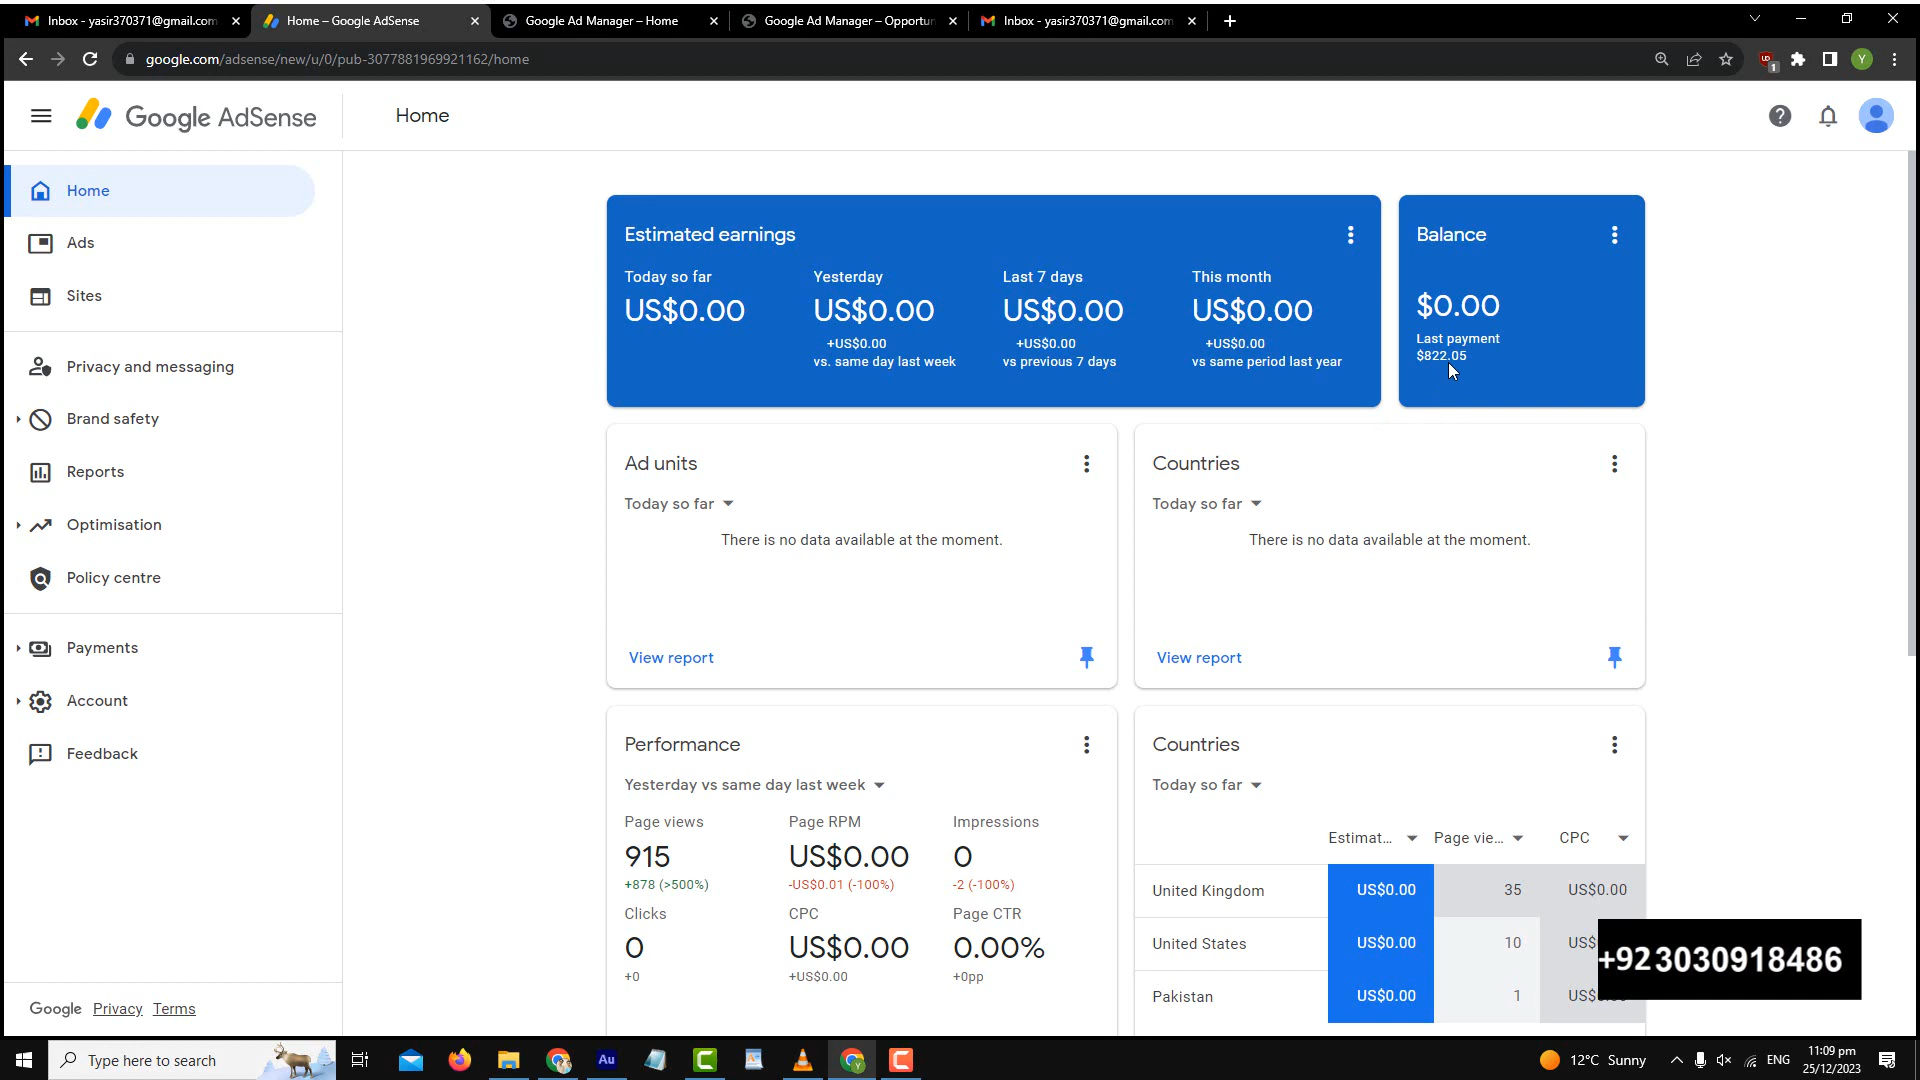 Inbox - yasir370371@gmail.com
Home – Google AdSense
Google Ad Manager – Home
Google Ad Manager – Opportun
Inbox - yasir370371@gmail.com
google.com/adsense/new/u/0/pub-3077881969921162/home
1
Y
Google AdSense
Home
Home
Ads
Sites
Privacy and messaging
Brand safety
Reports
Optimisation
Policy centre
Payments
Account
Feedback
Google Privacy Terms
Estimated earnings
Today so far
US$0.00
Yesterday
US$0.00
+US$0.00
vs. same day last week
Last 7 days
US$0.00
+US$0.00
vs previous 7 days
This month
US$0.00
+US$0.00
vs same period last year
Balance
$0.00
Last payment
$822.05
Ad units
Today so far
There is no data available at the moment.
View report
Countries
Today so far
There is no data available at the moment.
View report
Performance
Yesterday vs same day last week
Page views
915
+878 (>500%)
Page RPM
US$0.00
-US$0.01 (-100%)
Impressions
0
-2 (-100%)
Clicks
0
+0
CPC
US$0.00
+US$0.00
Page CTR
0.00%
+0pp
Countries
Today so far
Estimat... Page vie... CPC
United Kingdom US$0.00 35 US$0.00
United States US$0.00 10 US$
Pakistan US$0.00 1 US$
+923030918486
Type here to search
Au
Y
12°C Sunny
ENG
11:09 pm
25/12/2023